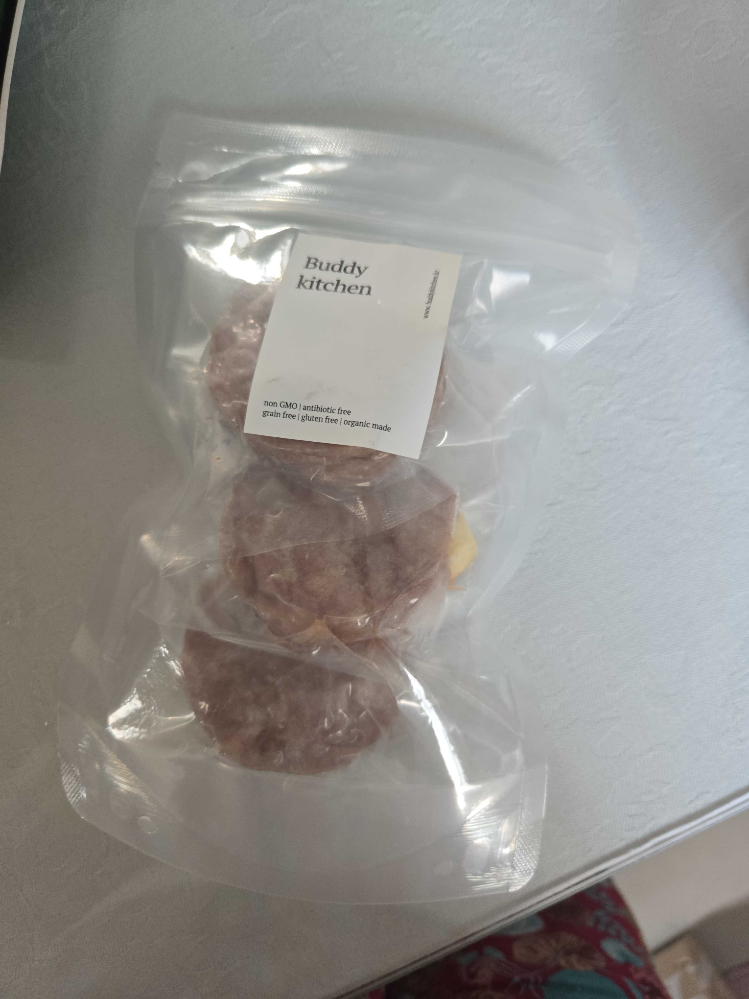 Buddy
kitchen
non GMO | antibiotic free
grain free | gluten free | organic made